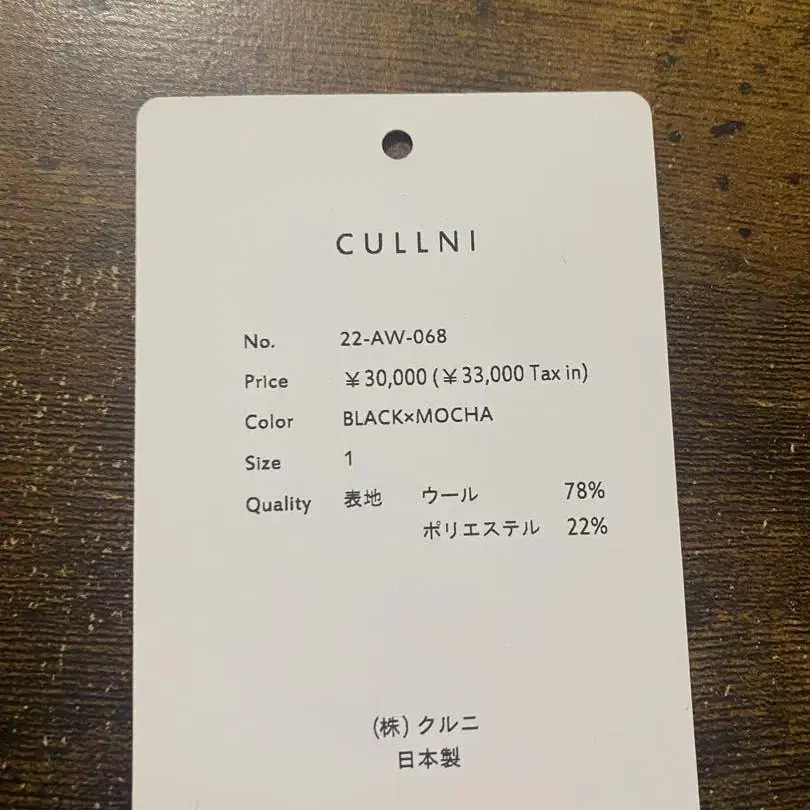 CULLNI
No. 22-AW-068
Price ¥30,000 (¥33,000 Tax in)
Color BLACK×MOCHA
Size 1
Quality 表地 ウール 78%
ポリエステル 22%
(株) クルニ
日本製